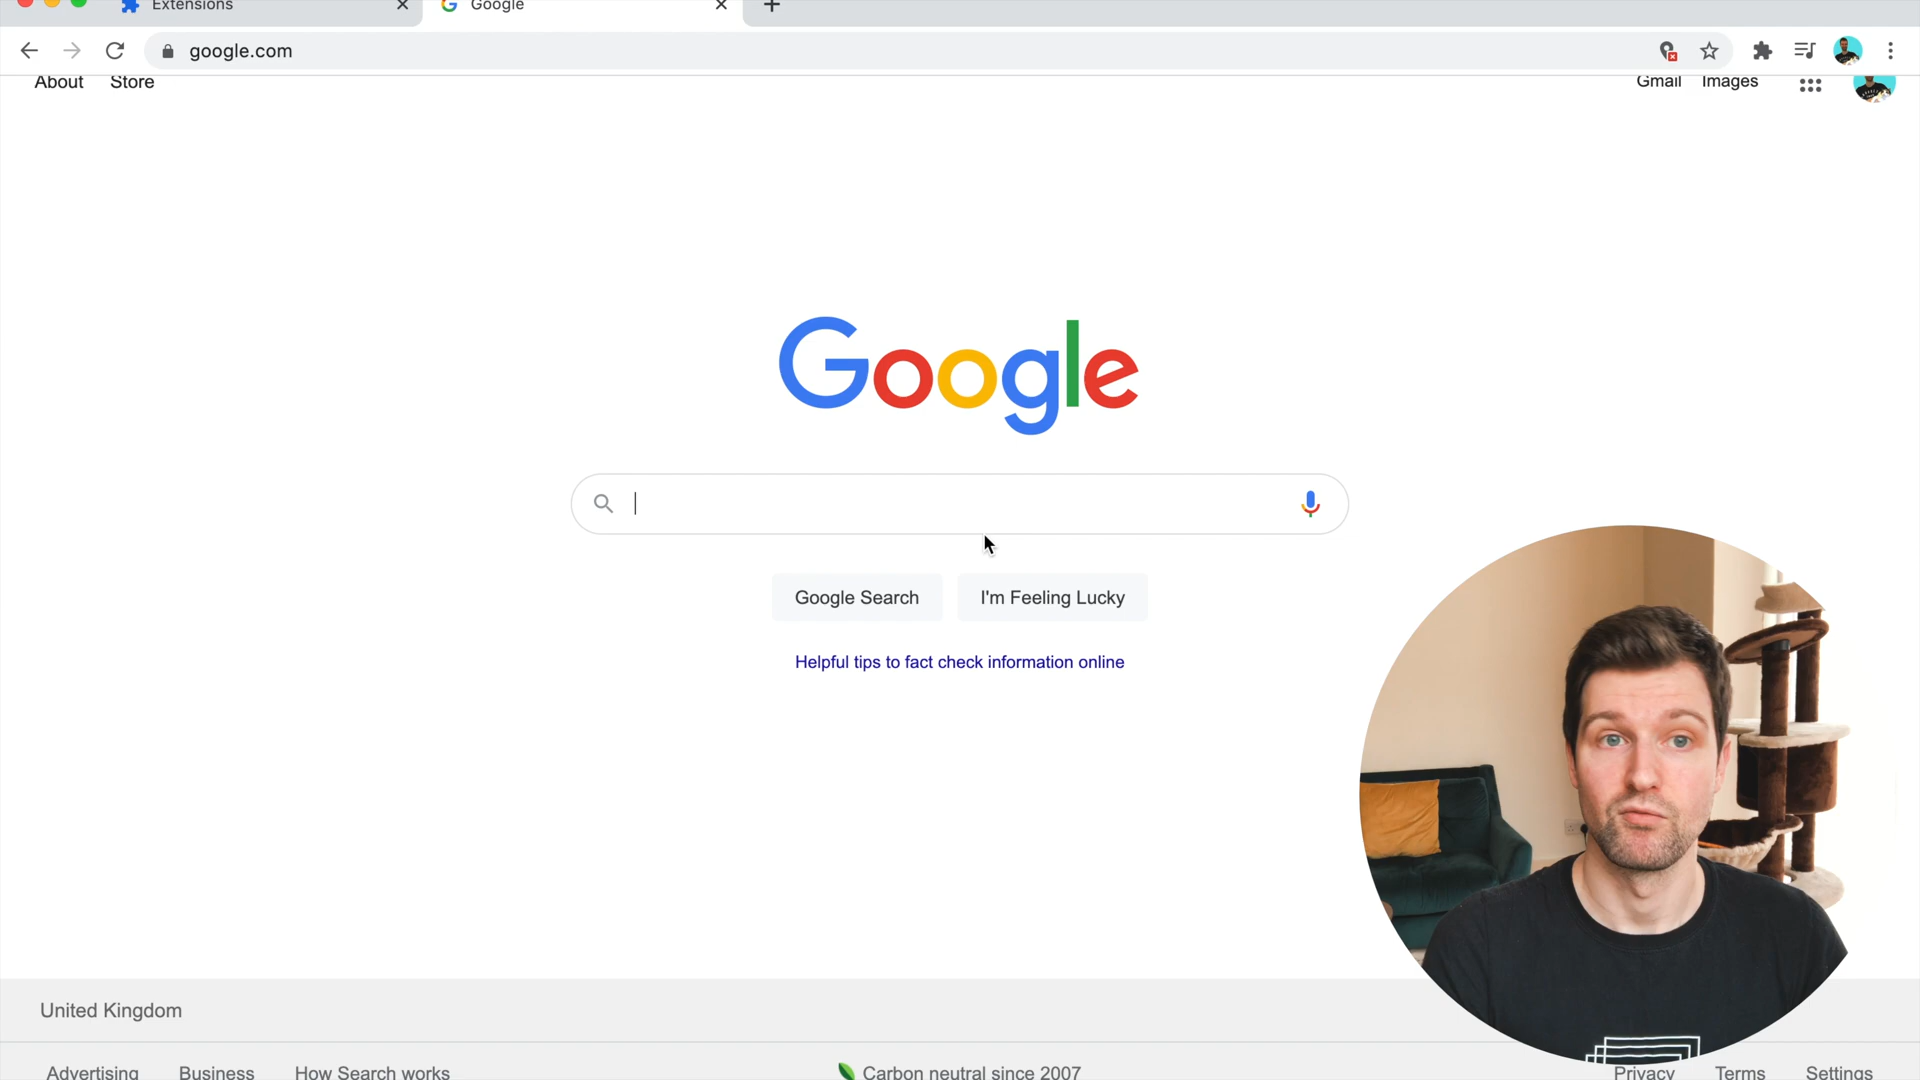 Extensions
Google
google.com
About Store
Gmail Images
Google
Google Search
I'm Feeling Lucky
Helpful tips to fact check information online
United Kingdom
Advertising Business How Search works
Carbon neutral since 2007
Privacy Terms Settings